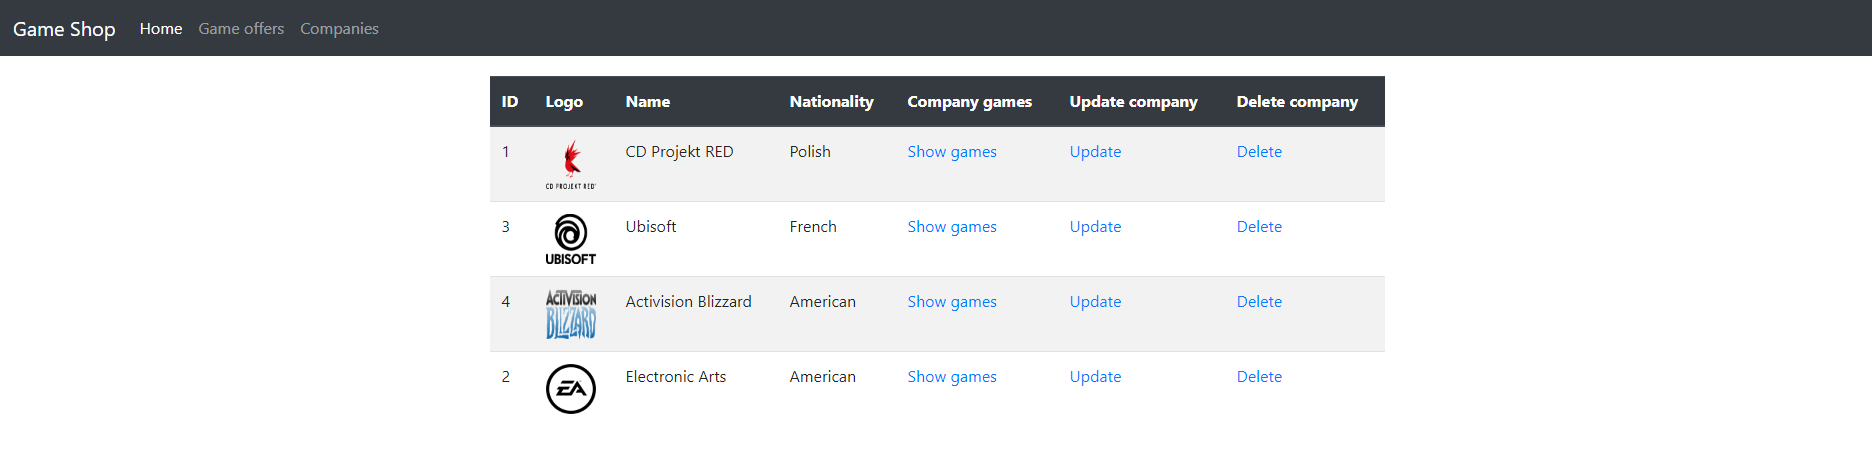 Game Shop Home Game offers Companies
ID Logo Name Nationality Company games Update company Delete company
1 CD PROJEKT RED CD Projekt RED Polish Show games Update Delete
3 UBISOFT Ubisoft French Show games Update Delete
4 ACTIVISION BLIZZARD Activision Blizzard American Show games Update Delete
2 EA Electronic Arts American Show games Update Delete